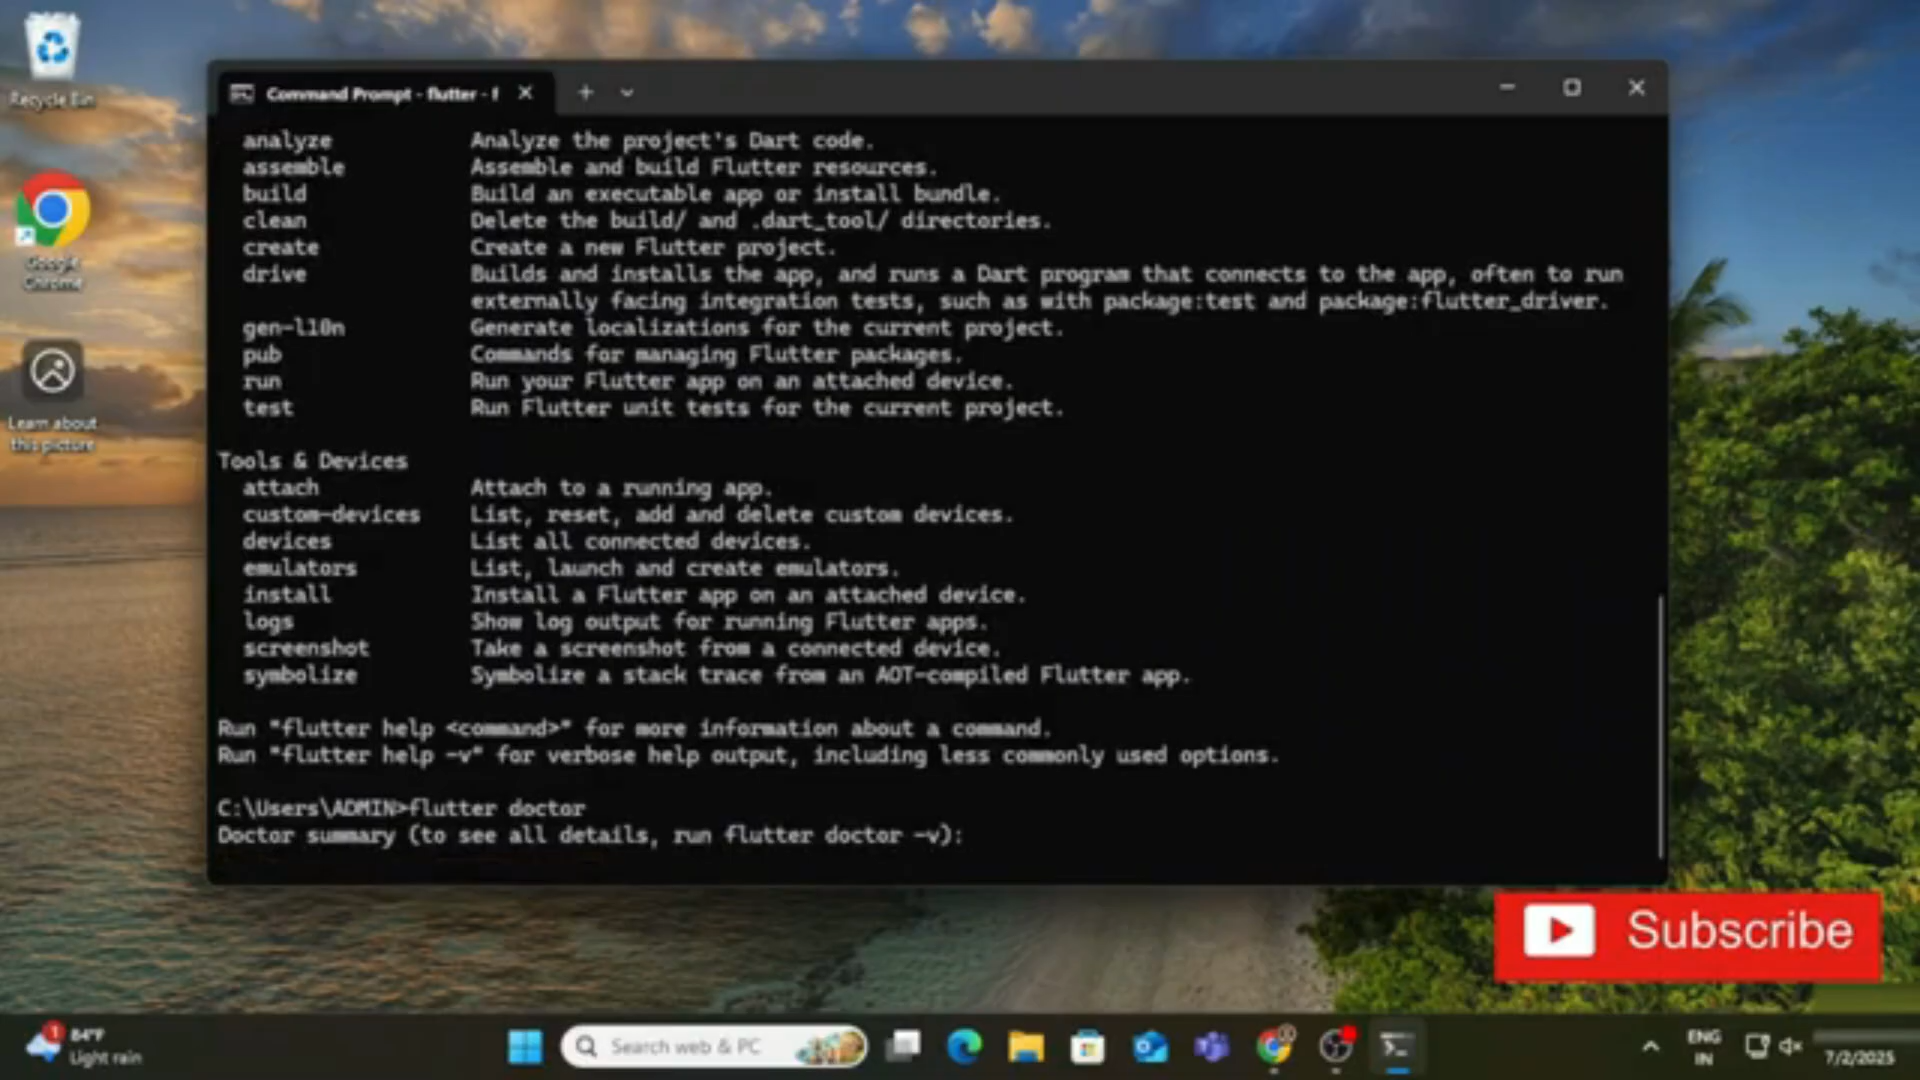 Recycle Bin
Google
Chrome
Learn about
this picture
Command Prompt - flutter - f
analyze Analyze the project's Dart code.
assemble Assemble and build Flutter resources.
build Build an executable app or install bundle.
clean Delete the build/ and .dart_tool/ directories.
create Create a new Flutter project.
drive Builds and installs the app, and runs a Dart program that connects to the app, often to run
externally facing integration tests, such as with package:test and package:flutter_driver.
gen-l10n Generate localizations for the current project.
pub Commands for managing Flutter packages.
run Run your Flutter app on an attached device.
test Run Flutter unit tests for the current project.
Tools & Devices
attach Attach to a running app.
custom-devices List, reset, add and delete custom devices.
devices List all connected devices.
emulators List, launch and create emulators.
install Install a Flutter app on an attached device.
logs Show log output for running Flutter apps.
screenshot Take a screenshot from a connected device.
symbolize Symbolize a stack trace from an AOT-compiled Flutter app.
Run "flutter help <command>" for more information about a command.
Run "flutter help -v" for verbose help output, including less commonly used options.
C:\Users\ADMIN>flutter doctor
Doctor summary (to see all details, run flutter doctor -v):
Subscribe
1
84°F
Light rain
Search web & PC
ENG
IN
7/2/2025